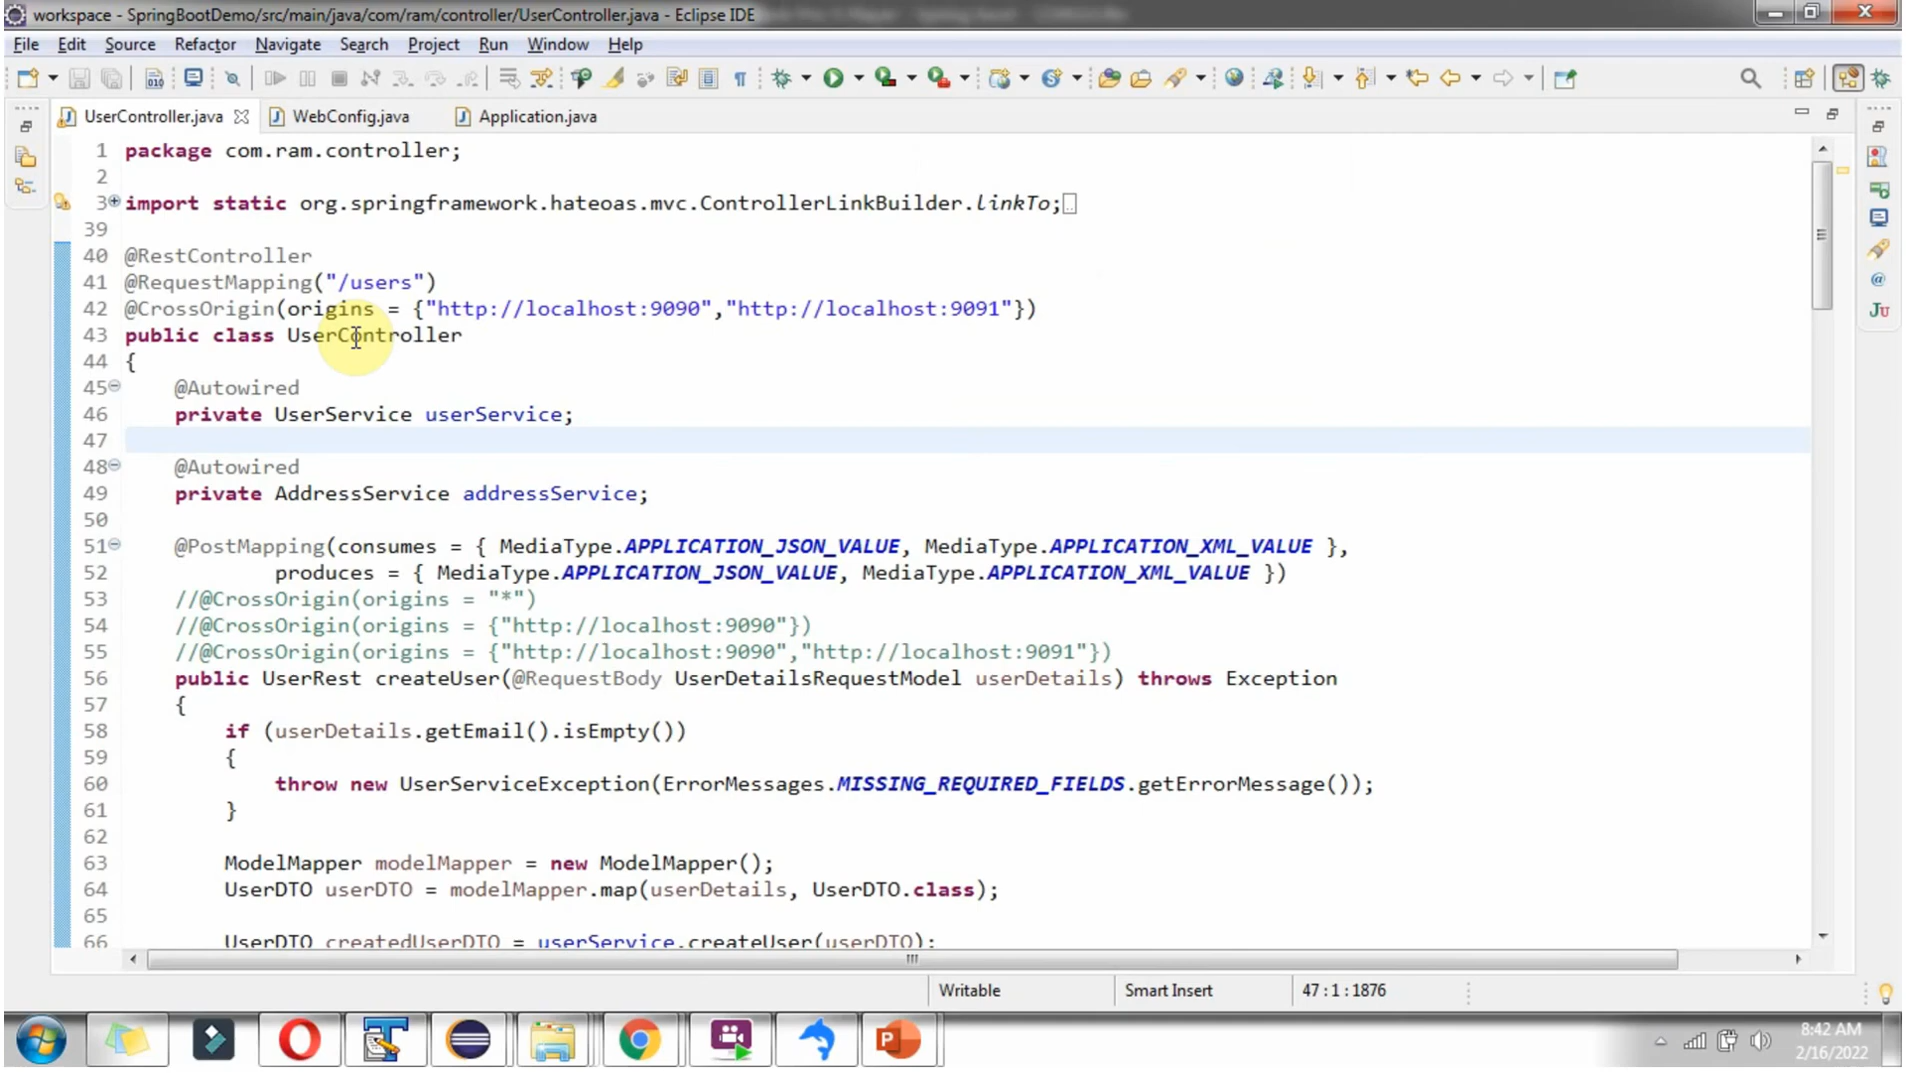 workspace - SpringBootDemo/src/main/java/com/ram/controller/UserController.java - Eclipse IDE
File Edit Source Refactor Navigate Search Project Run Window Help
UserController.java WebConfig.java Application.java
1 package com.ram.controller;
2
3 import static org.springframework.hateoas.mvc.ControllerLinkBuilder.linkTo;
39
40 @RestController
41 @RequestMapping("/users")
42 @CrossOrigin(origins = {"http://localhost:9090","http://localhost:9091"})
43 public class UserController
44 {
45 @Autowired
46 private UserService userService;
47
48 @Autowired
49 private AddressService addressService;
50
51 @PostMapping(consumes = { MediaType.APPLICATION_JSON_VALUE, MediaType.APPLICATION_XML_VALUE },
52 produces = { MediaType.APPLICATION_JSON_VALUE, MediaType.APPLICATION_XML_VALUE })
53 //@CrossOrigin(origins = "*")
54 //@CrossOrigin(origins = {"http://localhost:9090"})
55 //@CrossOrigin(origins = {"http://localhost:9090","http://localhost:9091"})
56 public UserRest createUser(@RequestBody UserDetailsRequestModel userDetails) throws Exception
57 {
58 if (userDetails.getEmail().isEmpty())
59 {
60 throw new UserServiceException(ErrorMessages.MISSING_REQUIRED_FIELDS.getErrorMessage());
61 }
62
63 ModelMapper modelMapper = new ModelMapper();
64 UserDTO userDTO = modelMapper.map(userDetails, UserDTO.class);
65
66 UserDTO createdUserDTO = userService.createUser(userDTO);
Writable Smart Insert 47 : 1 : 1876
8:42 AM
2/16/2022